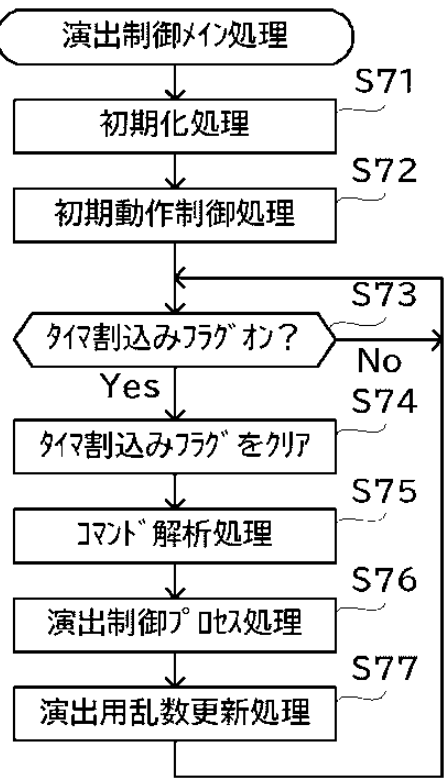 演出制御メイン処理
S71
初期化処理
S72
初期動作制御処理
S73
タイマ割込みフラグオン？
No
Yes
S74
タイマ割込みフラグをクリア
S75
コマンド解析処理
S76
演出制御プロセス処理
S77
演出用乱数更新処理